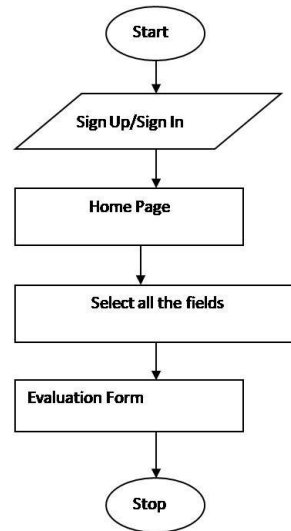 Start
Sign Up/Sign In
Home Page
Select all the fields
Evaluation Form
Stop